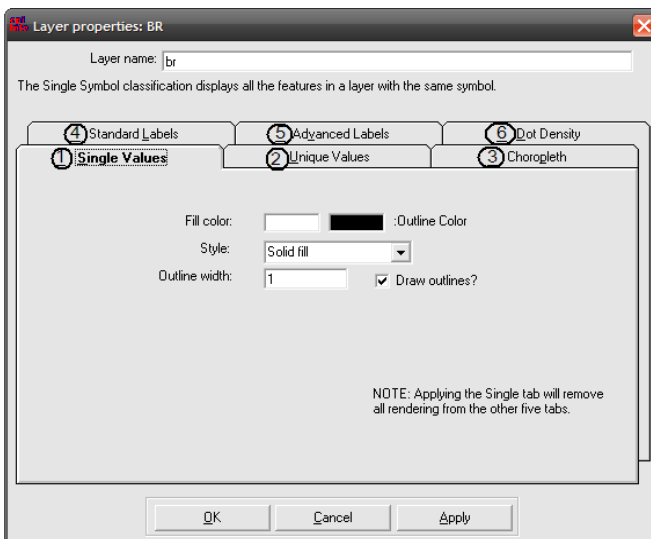 Layer properties: BR
Layer name: br
The Single Symbol classification displays all the features in a layer with the same symbol.
4 Standard Labels 5 Advanced Labels 6 Dot Density
1 Single Values 2 Unique Values 3 Choropleth
Fill color: :Outline Color
Style: Solid fill
Outline width: 1 Draw outlines?
NOTE: Applying the Single tab will remove
all rendering from the other five tabs.
OK Cancel Apply